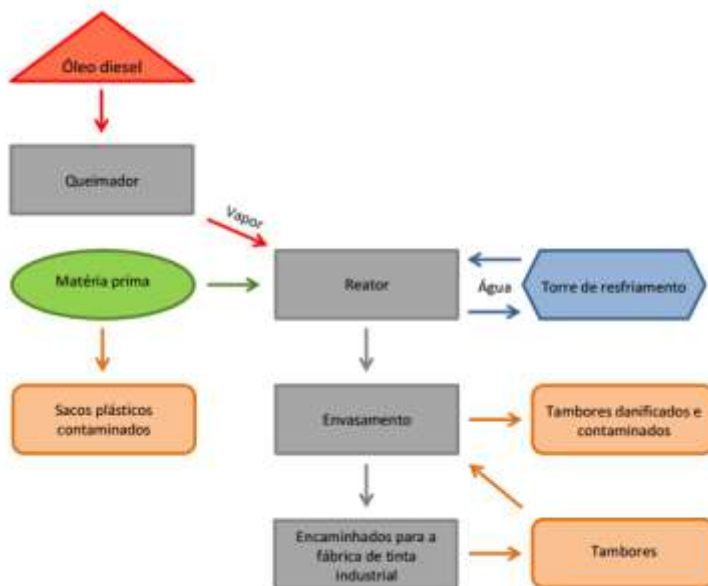 Óleo diesel
Queimador
Vapor
Matéria prima
Reator
Água
Torre de resfriamento
Sacos plásticos
contaminados
Envasamento
Tambores danificados e
contaminados
Encaminhados para a
fábrica de tinta
industrial
Tambores